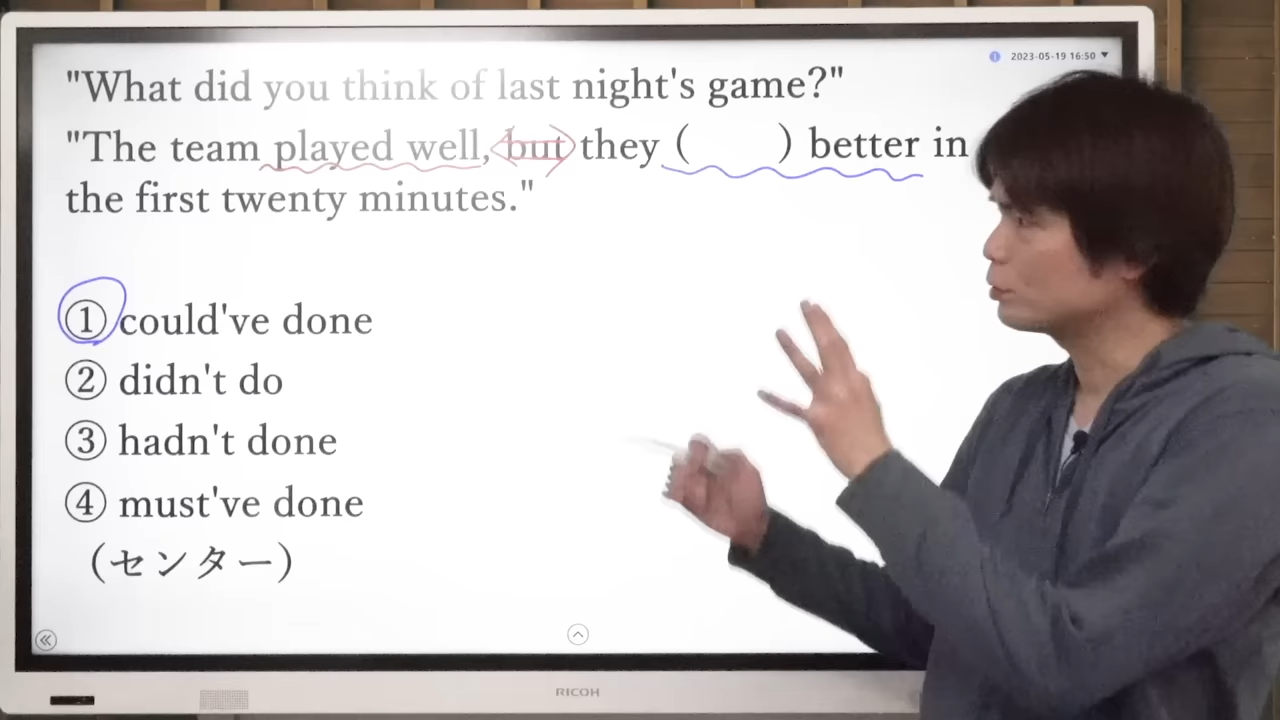 2023-05-19 16:50
"What did you think of last night's game?"
"The team played well, but they (      ) better in
the first twenty minutes."
① could've done
② didn't do
③ hadn't done
④ must've done
(センター)
RICOH